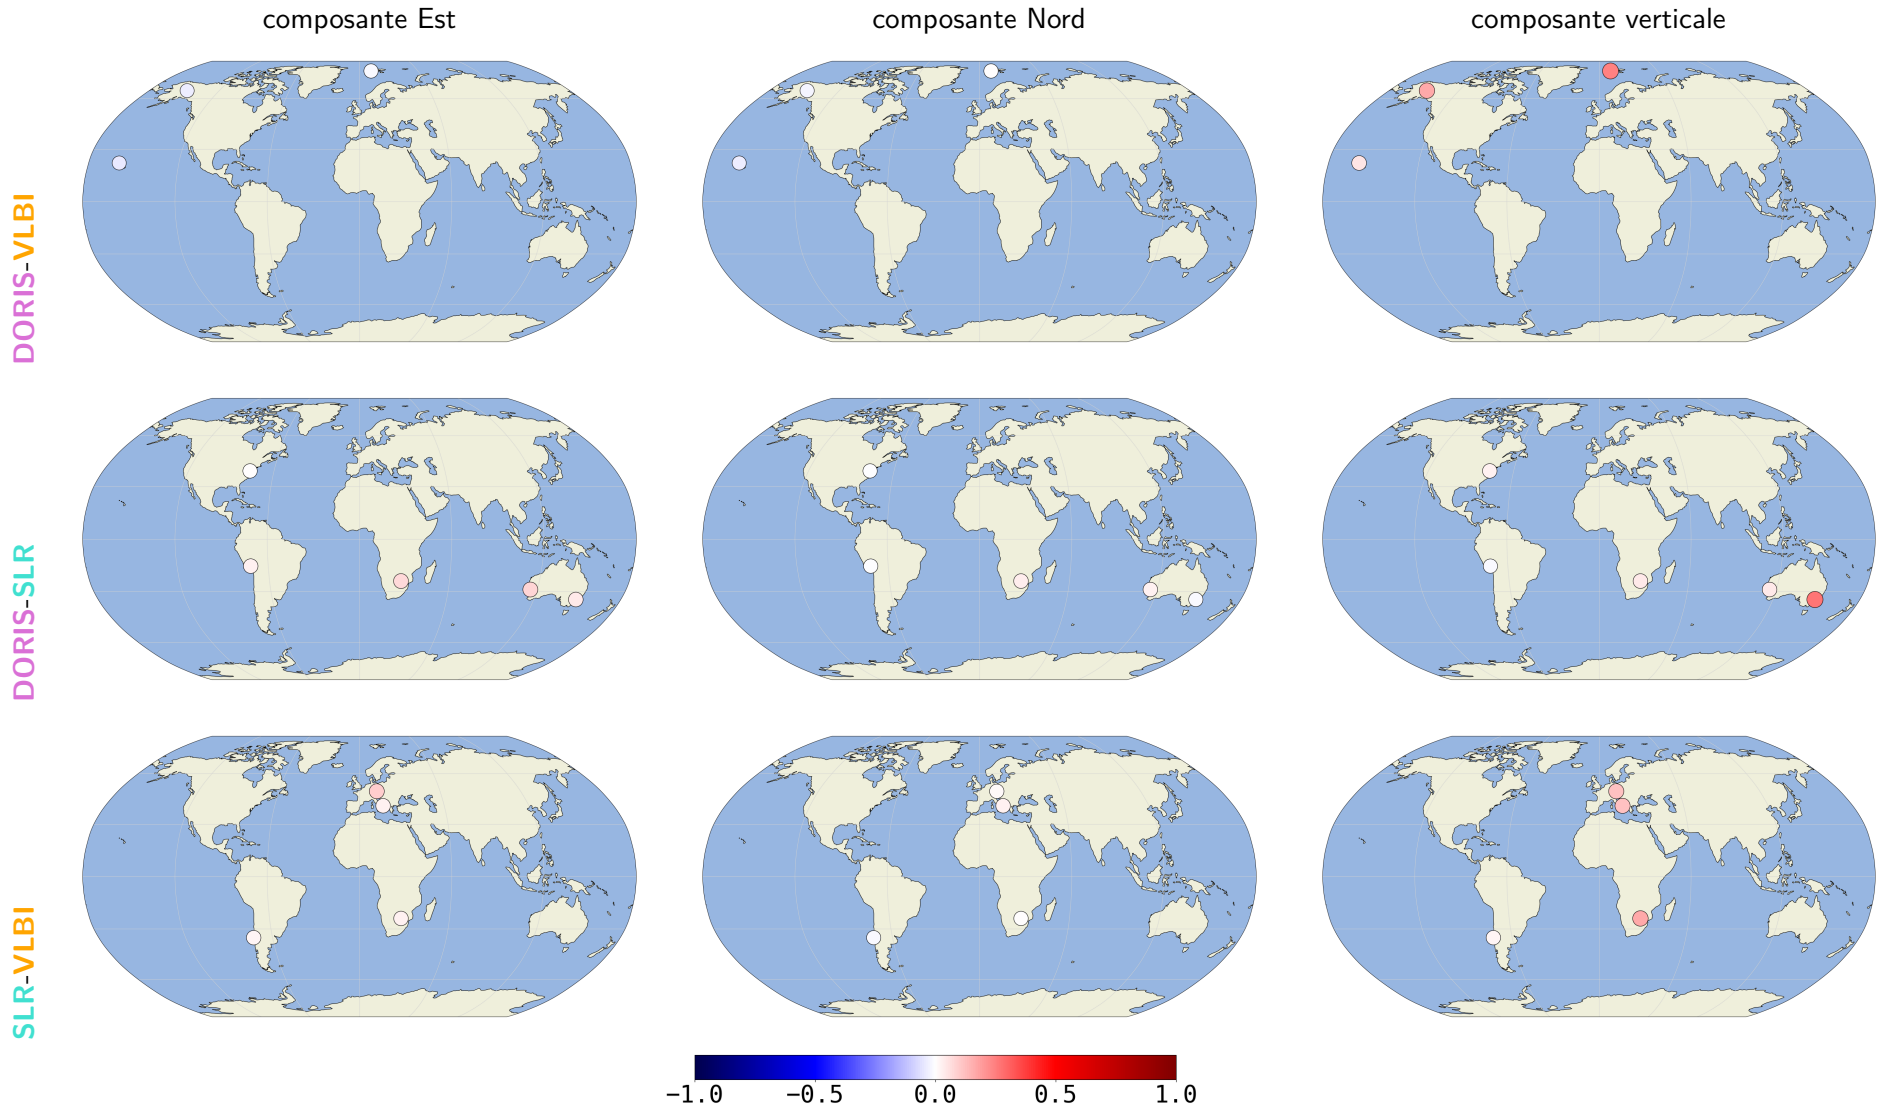 composante Est
composante Nord
composante verticale
DORIS-VLBI
DORIS-SLR
SLR-VLBI
−1.0
−0.5
0.0
0.5
1.0